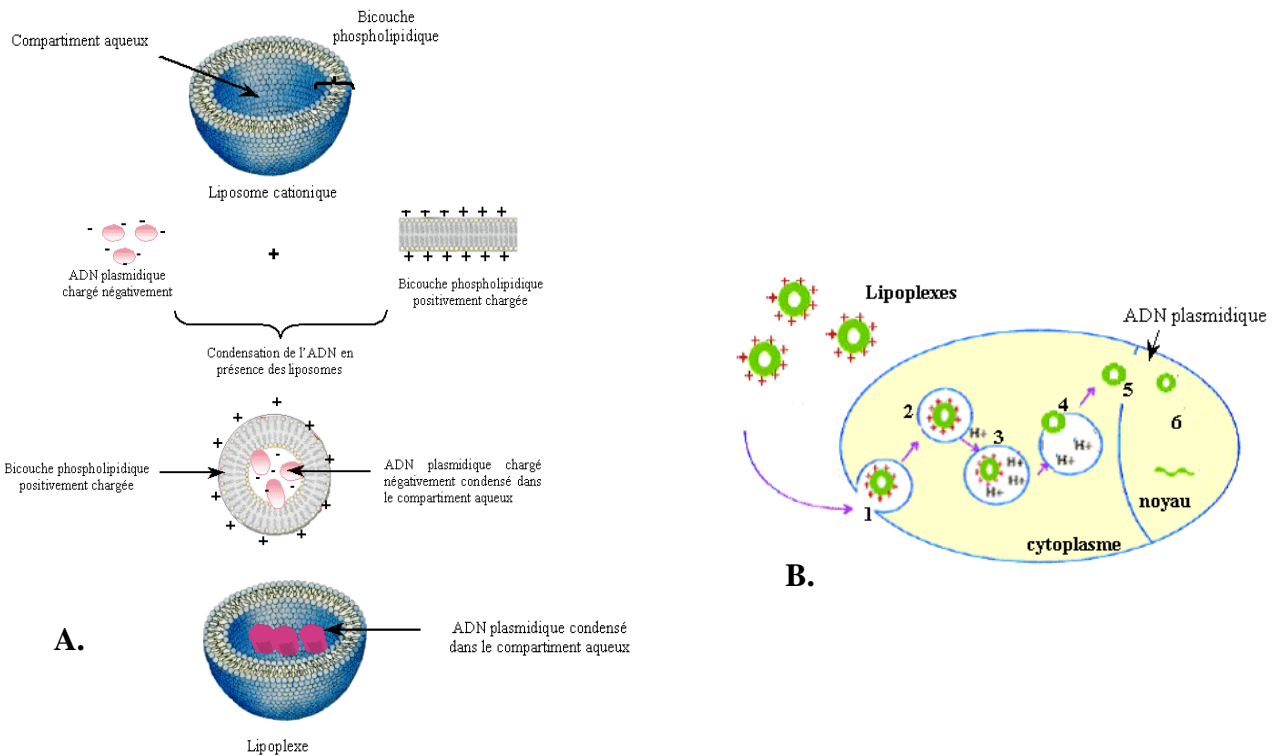 Bicouche
phospholipidique
Compartiment aqueux
+
Liposome cationique
- - - -
- -
ADN plasmidique
chargé négativement
+
+ + + + + +
+ + + + + +
Bicouche phospholipidique
positivement chargée
Condensation de l'ADN en
présence des liposomes
+ + + + + + + + + + +
- - - -
Bicouche phospholipidique
positivement chargée
ADN plasmidique chargé
négativement condensé dans
le compartiment aqueux
A.
ADN plasmidique condensé
dans le compartiment aqueux
Lipoplexe
Lipoplexes
ADN plasmidique
1
2
H+
3
H+
H+
H+
4
H+
H+
5
6
noyau
cytoplasme
B.